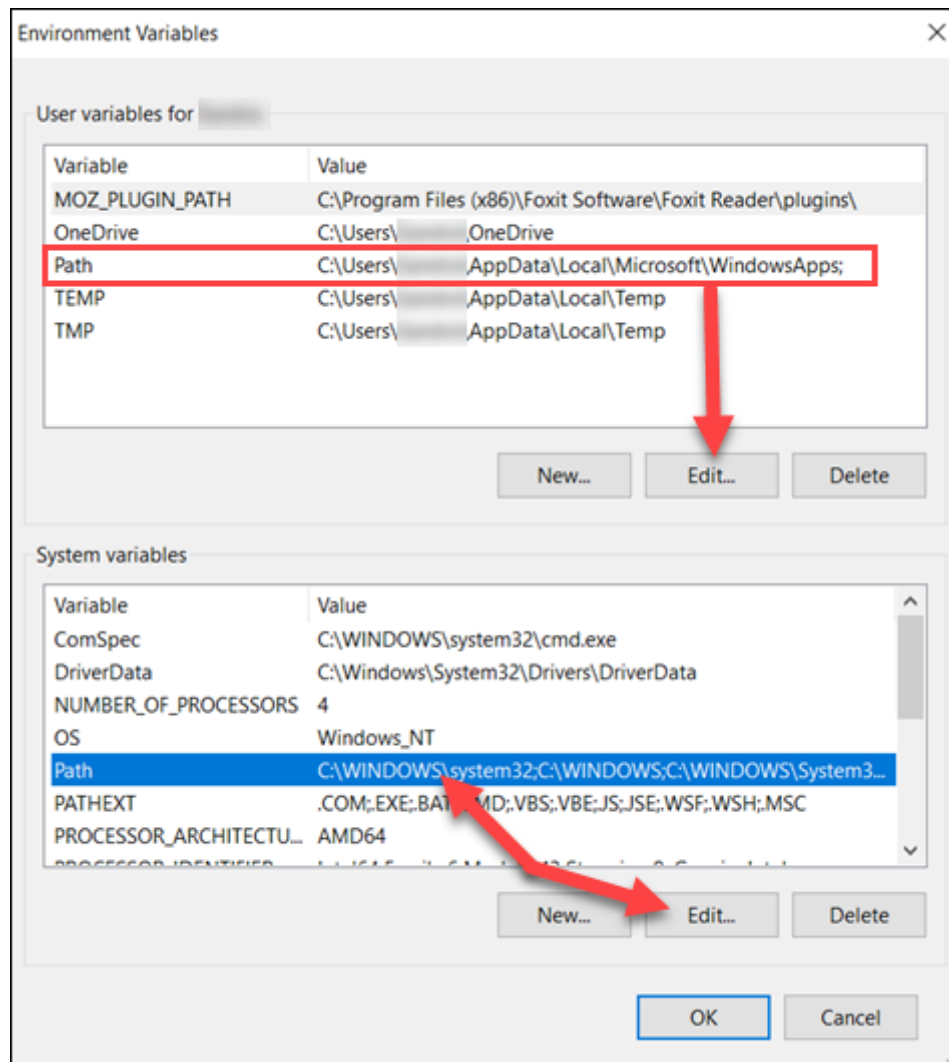 Environment Variables
User variables for
Variable Value
MOZ_PLUGIN_PATH C:\Program Files (x86)\Foxit Software\Foxit Reader\plugins\
OneDrive C:\Users\ OneDrive
Path C:\Users\ AppData\Local\Microsoft\WindowsApps;
TEMP C:\Users\ AppData\Local\Temp
TMP C:\Users\ AppData\Local\Temp
New... Edit... Delete
System variables
Variable Value
ComSpec C:\WINDOWS\system32\cmd.exe
DriverData C:\Windows\System32\Drivers\DriverData
NUMBER_OF_PROCESSORS 4
OS Windows_NT
Path C:\WINDOWS\system32;C:\WINDOWS;C:\WINDOWS\System3...
PATHEXT .COM;.EXE;.BAT MD;.VBS;.VBE;.JS;.JSE;.WSF;.WSH;.MSC
PROCESSOR_ARCHITECTU... AMD64
New... Edit... Delete
OK Cancel